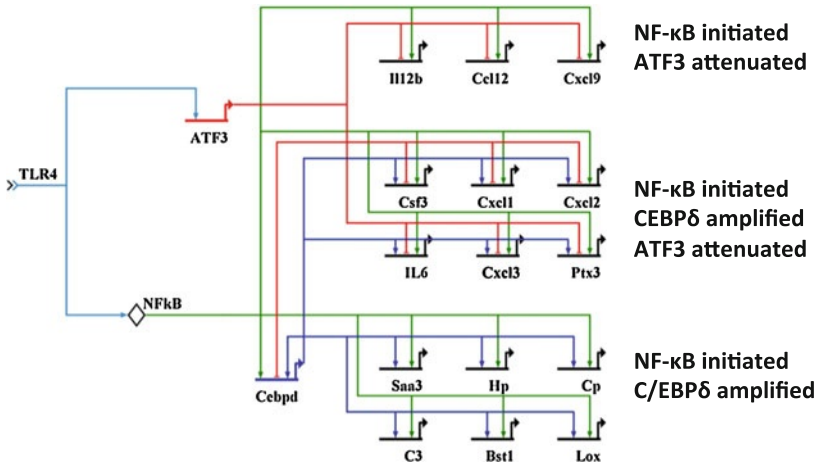 NF-κB initiated
ATF3 attenuated
Il12b Ccl12 Cxcl9
ATF3
TLR4
Csf3 Cxcl1 Cxcl2
NF-κB initiated
CEBPδ amplified
ATF3 attenuated
IL6 Cxcl3 Ptx3
NFkB
NF-κB initiated
C/EBPδ amplified
Saa3 Hp Cp
Cebpd
C3 Bst1 Lox